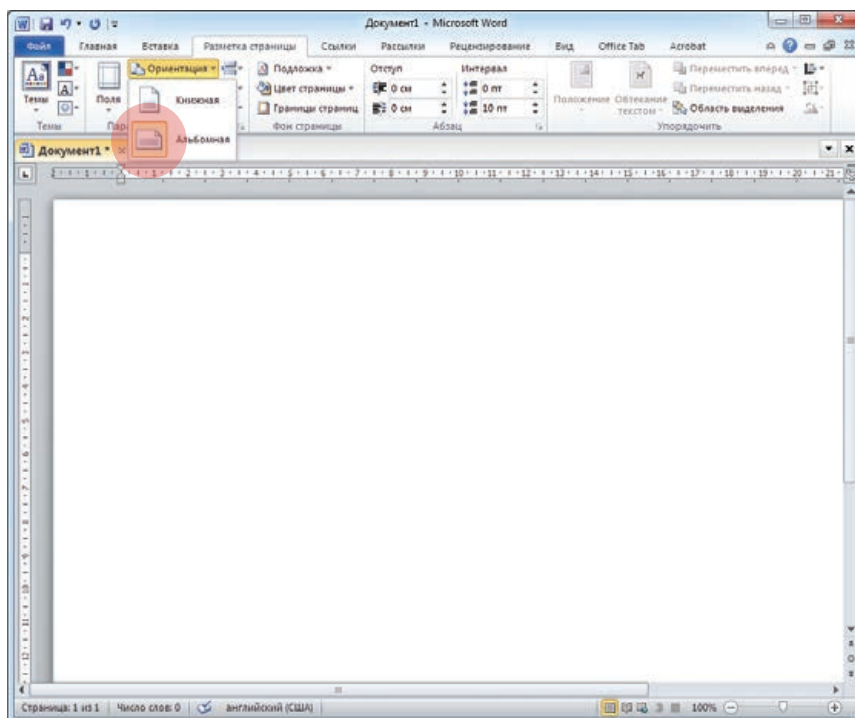 Документ1 - Microsoft Word
Файл Главная Вставка Разметка страницы Ссылки Рассылки Рецензирование Вид Office Tab Acrobat
Ориентация Подложка Отступ Интервал Переместить вперед
Темы Поля Книжная Цвет страницы 0 см 0 пт Положение Обтекание текстом Переместить назад
Альбомная Границы страниц 0 см 10 пт Область выделения
Темы Фон страницы Абзац Упорядочить
Документ1 *
Страница: 1 из 1 Число слов: 0 английский (США) 100%